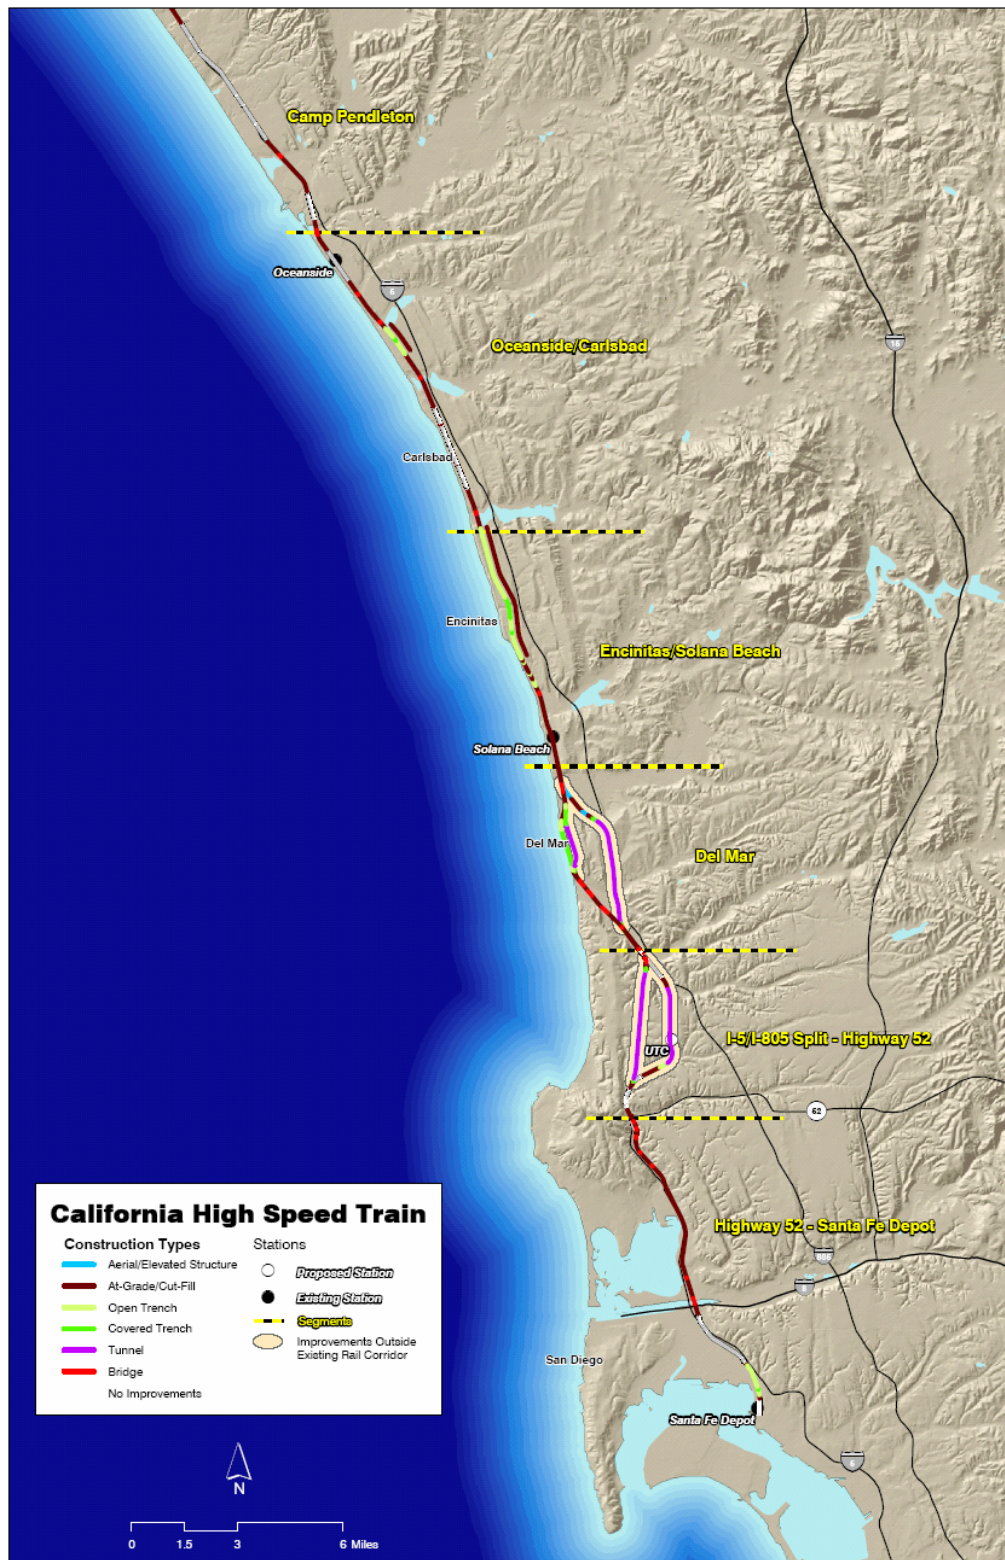 Camp Pendleton
Oceanside
Oceanside/Carlsbad
Carlsbad
Encinitas
Encinitas/Solana Beach
Solana Beach
Del Mar
Del Mar
UTC
I-5/I-805 Split - Highway 52
Highway 52 - Santa Fe Depot
San Diego
Santa Fe Depot
California High Speed Train
Construction Types
Aerial/Elevated Structure
At-Grade/Cut-Fill
Open Trench
Covered Trench
Tunnel
Bridge
No Improvements
Stations
Proposed Station
Existing Station
Segments
Improvements Outside
Existing Rail Corridor
N
0 1.5 3 6 Miles